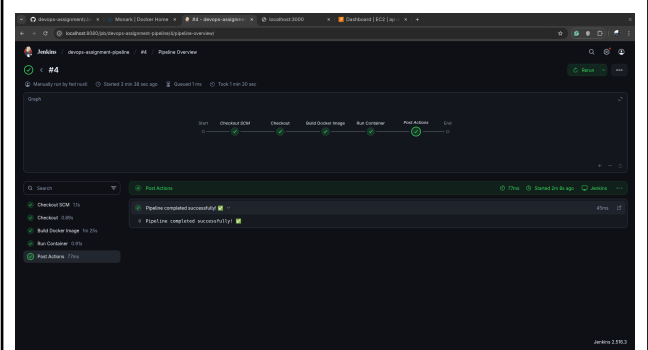 devops-assignment/Je
Monark | Docker Home
#4 - devops-assignme
localhost:3000
Dashboard | EC2 | ap-
localhost:8080/job/devops-assignment-pipeline/4/pipeline-overview/
Jenkins / devops-assignment-pipeline / #4 / Pipeline Overview
#4
Rerun
Manually run by
Started 3 min 38 sec ago
Queued 1 ms
Took 1 min 30 sec
Graph
Start Checkout SCM Checkout Build Docker Image Run Container Post Actions End
Search
Post Actions
77ms Started 2m 8s ago Jenkins
Checkout SCM
Pipeline completed successfully! ✅
45ms
Checkout 0.89s
0 Pipeline completed successfully! ✅
Build Docker Image 1m 25s
Run Container 0.91s
Post Actions 77ms
Jenkins 2.516.3